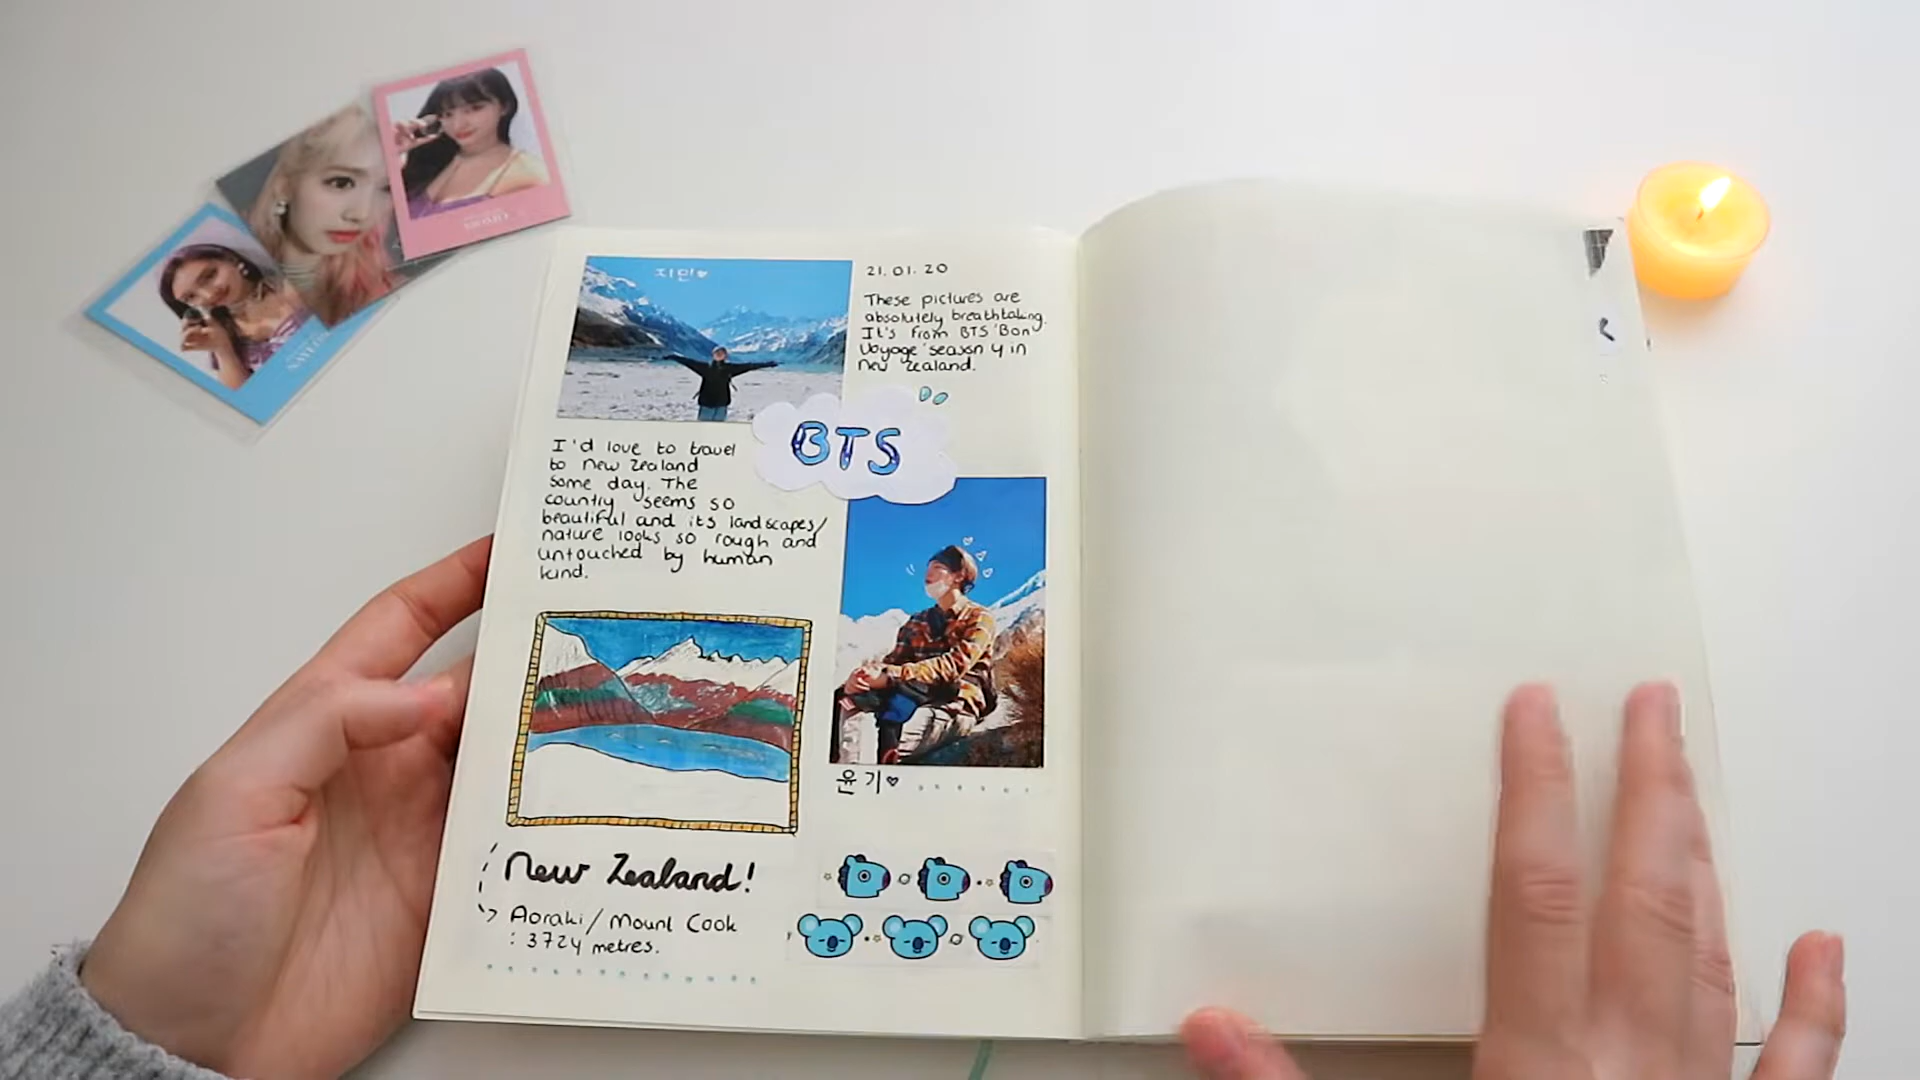 지민♥
21.01.20
These pictures are
absolutely breathtaking.
It's from BTS 'Bon
Voyage' season 4 in
New Zealand.
BTS
I'd love to travel
to New Zealand
some day. The
country seems so
beautiful and its landscapes/
nature looks so rough and
untouched by human
kind.
윤기♥
New Zealand!
Aoraki/Mount Cook
: 3724 metres.